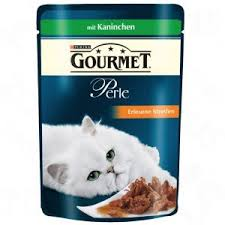 mit Kaninchen
PURINA
GOURMET
Perle
Erlesene Streifen